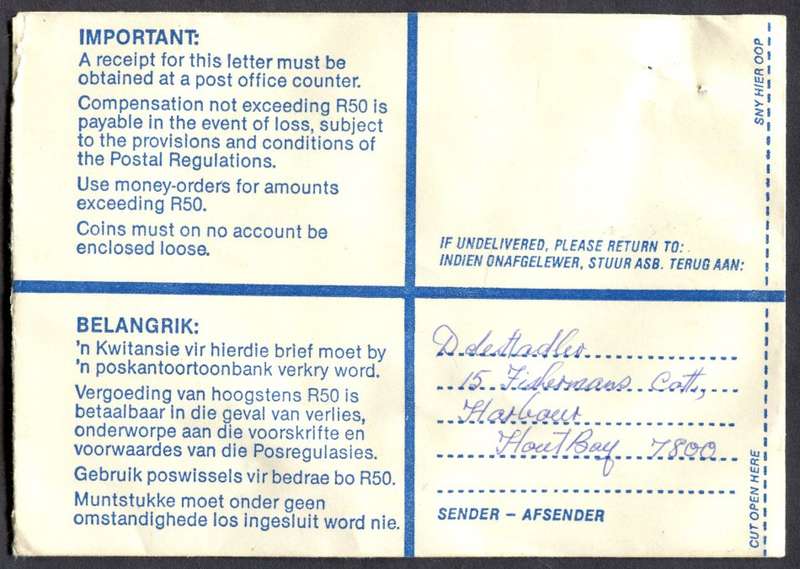 IMPORTANT:
A receipt for this letter must be
obtained at a post office counter.
Compensation not exceeding R50 is
payable in the event of loss, subject
to the provisions and conditions of
the Postal Regulations.
Use money-orders for amounts
exceeding R50.
Coins must on no account be
enclosed loose.
SNY HIER OOP
IF UNDELIVERED, PLEASE RETURN TO:
INDIEN ONAFGELEWER, STUUR ASB. TERUG AAN:
BELANGRIK:
'n Kwitansie vir hierdie brief moet by
'n poskantoortoonbank verkry word.
Vergoeding van hoogstens R50 is
betaalbaar in die geval van verlies,
onderworpe aan die voorskrifte en
voorwaardes van die Posregulasies.
Gebruik poswissels vir bedrae bo R50.
Muntstukke moet onder geen
omstandighede los ingesluit word nie.
D de Stadler
15 Fishermans Cott,
Harbour
Hout Bay 7800
SENDER – AFSENDER
CUT OPEN HERE